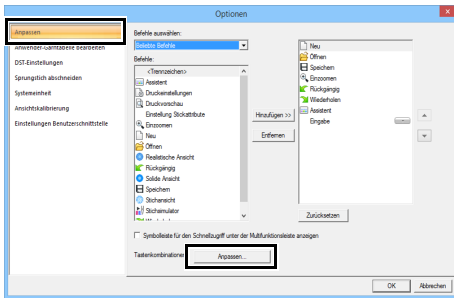 Optionen
Anpassen
Anwender-Garntabelle bearbeiten
DST-Einstellungen
Sprungstich abschneiden
Systemeinheit
Ansichtskalibrierung
Einstellungen Benutzerschnittstelle
Befehle auswählen:
Beliebte Befehle
Befehle:
<Trennzeichen>
Assistent
Druckeinstellungen
Druckvorschau
Einstellung Stickattribute
Einzoomen
Neu
Öffnen
Realistische Ansicht
Rückgängig
Solide Ansicht
Speichern
Stichansicht
Stichsimulator
Hinzufügen >>
Entfernen
Neu
Öffnen
Speichern
Einzoomen
Rückgängig
Wiederholen
Assistent
Eingabe
Zurücksetzen
Symbolleiste für den Schnellzugriff unter der Multifunktionsleiste anzeigen
Tastenkombinationen
Anpassen...
OK
Abbrechen